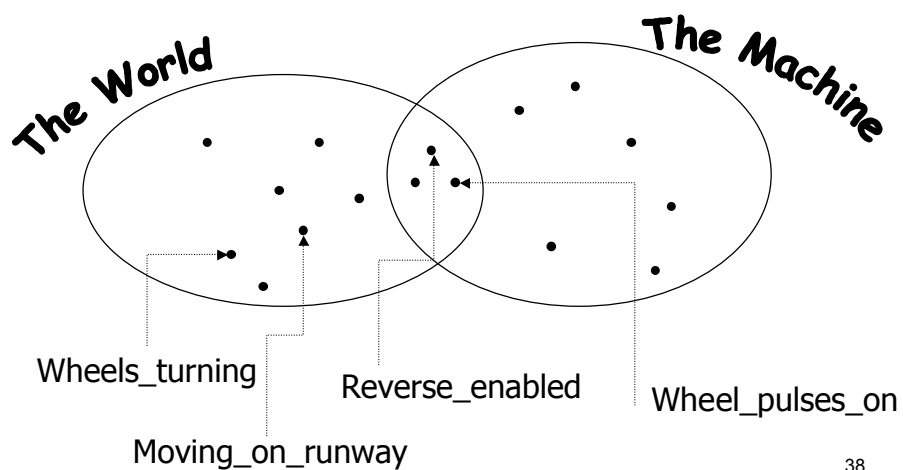 The World
The Machine
Wheels_turning
Reverse_enabled
Wheel_pulses_on
Moving_on_runway
38